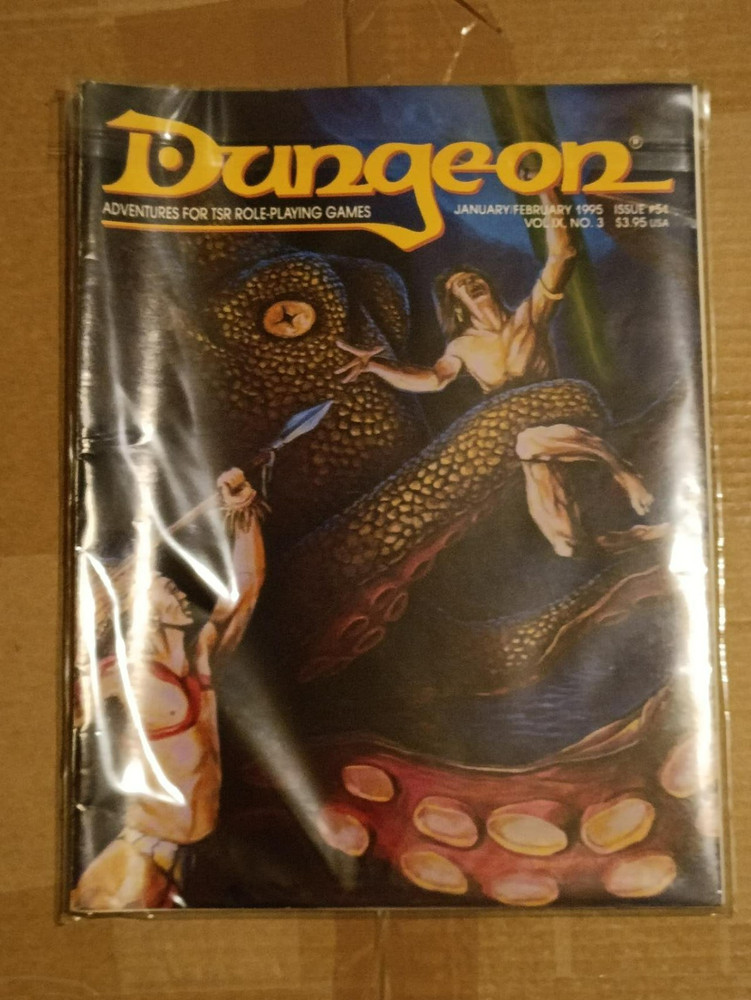 Dungeon®
ADVENTURES FOR TSR ROLE-PLAYING GAMES
JANUARY/FEBRUARY 1995 ISSUE #51
VOL IX, NO. 3 $3.95 USA